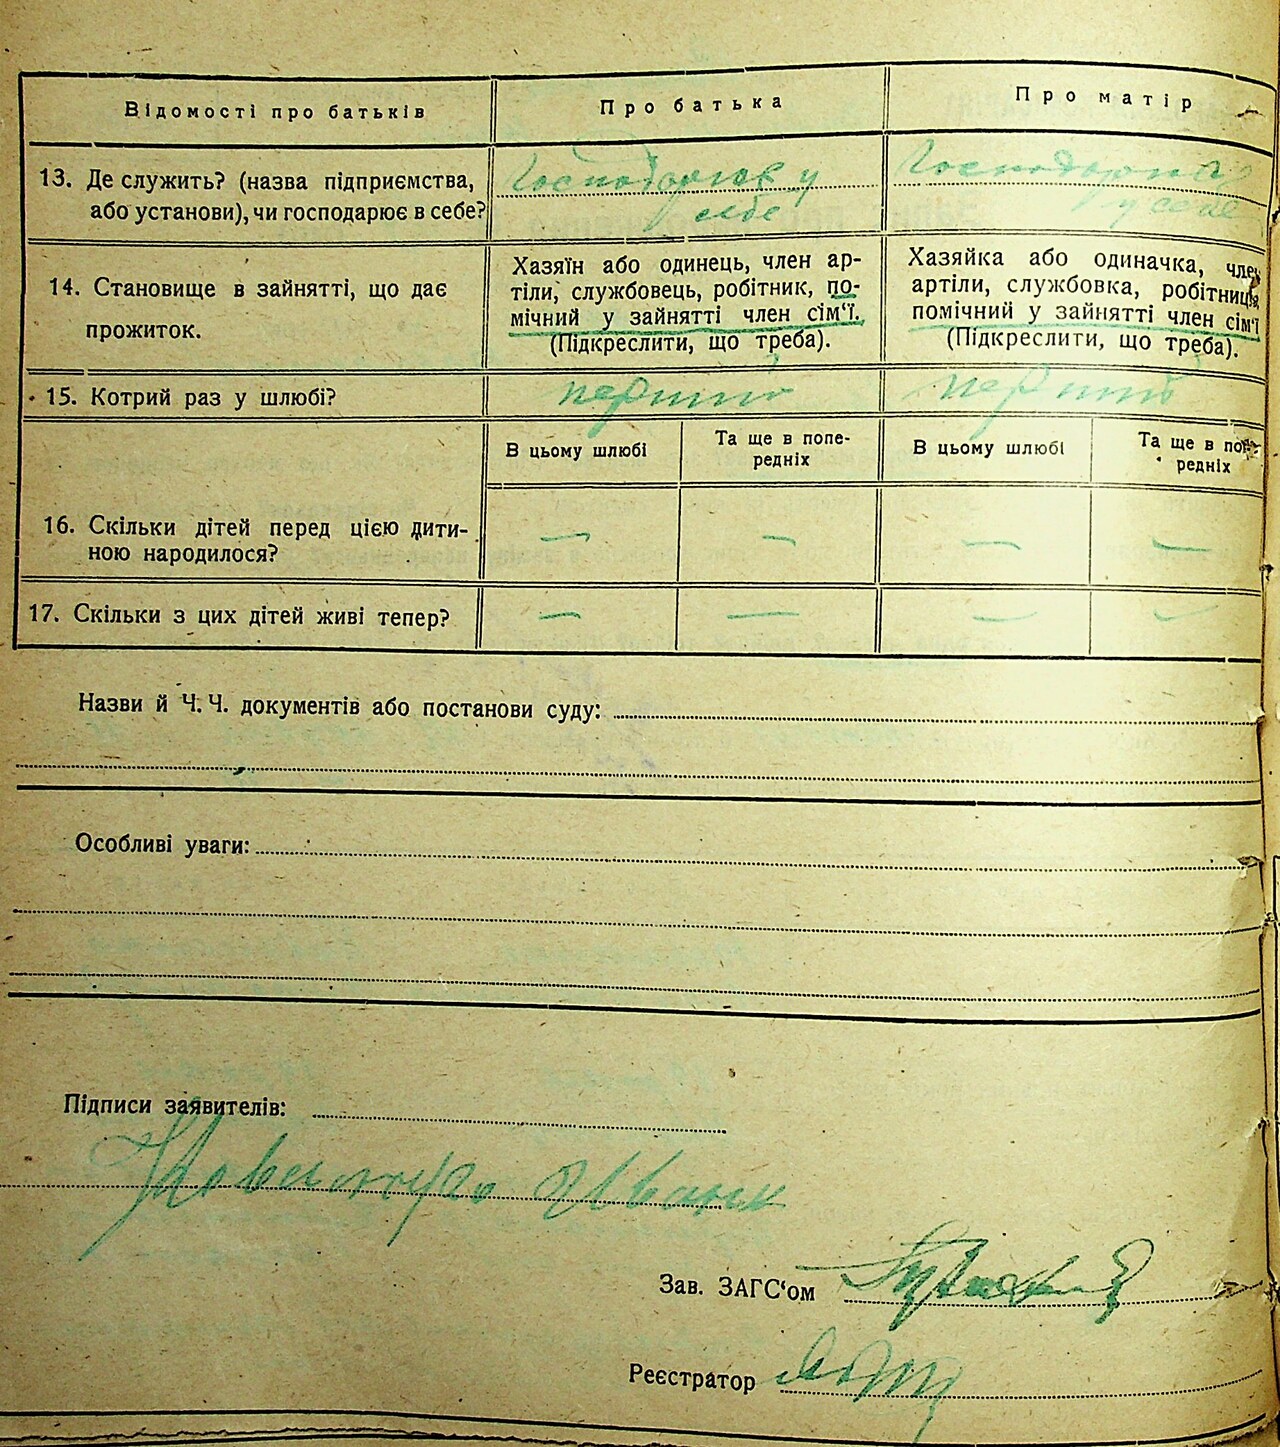 Відомості про батьків
Про батька
Про матір
13. Де служить? (назва підприємства,
або установи), чи господарює в себе?
Господарює у
себе
Господарює
у себе
14. Становище в зайнятті, що дає
прожиток.
Хазяїн або одинець, член ар-
тіли, службовець, робітник, по-
мічний у зайнятті член сім'ї.
(Підкреслити, що треба).
Хазяйка або одиначка, член
артіли, службовка, робітниця,
помічний у зайнятті член сім'ї
(Підкреслити, що треба).
15. Котрий раз у шлюбі?
перший
перший
В цьому шлюбі
Та ще в попе-
редніх
В цьому шлюбі
Та ще в попе-
редніх
16. Скільки дітей перед цією дити-
ною народилося?
— — — —
17. Скільки з цих дітей живі тепер?
— — — —
Назви й Ч. Ч. документів або постанови суду:
Особливі уваги:
Підписи заявителів:
Зав. ЗАГС'ом
Реєстратор